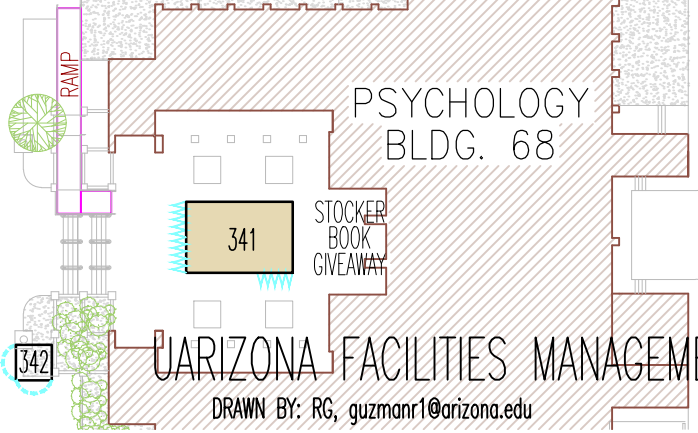 RAMP
PSYCHOLOGY
BLDG. 68
341
STOCKER
BOOK
GIVEAWAY
342
UARIZONA FACILITIES MANAGEME
DRAWN BY: RG, guzmanr1@arizona.edu